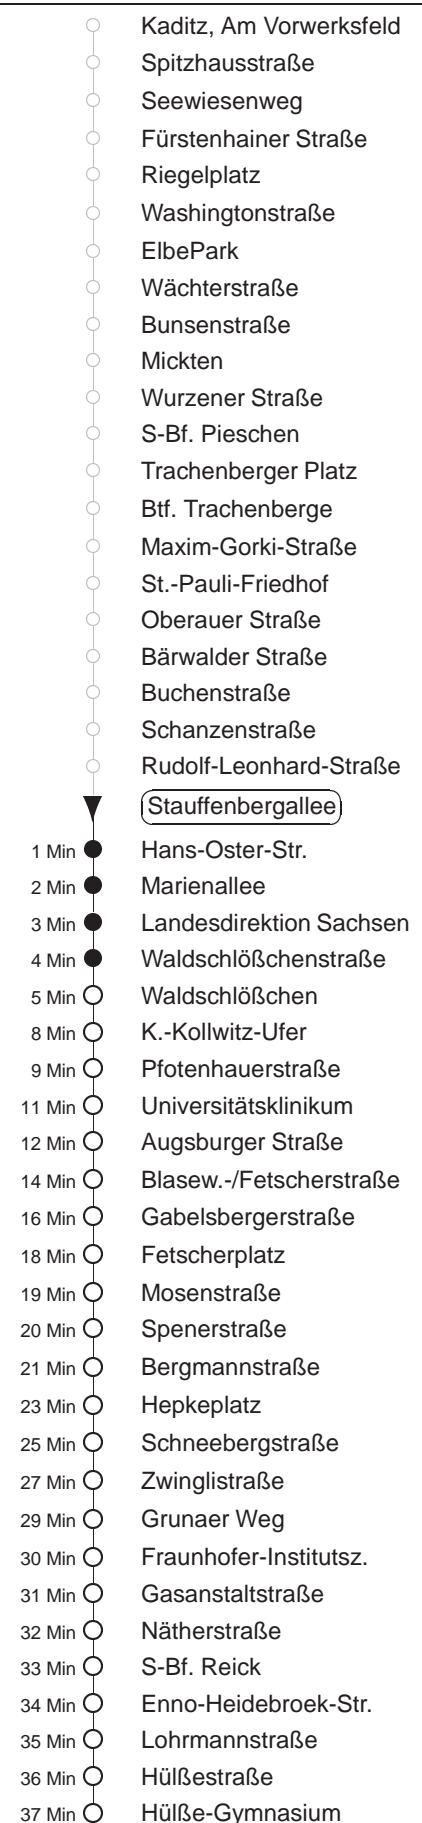 Kaditz, Am Vorwerksfeld
Spitzhausstraße
Seewiesenweg
Fürstenhainer Straße
Riegelplatz
Washingtonstraße
ElbePark
Wächterstraße
Bunsenstraße
Mickten
Wurzener Straße
S-Bf. Pieschen
Trachenberger Platz
Btf. Trachenberge
Maxim-Gorki-Straße
St.-Pauli-Friedhof
Oberauer Straße
Bärwalder Straße
Buchenstraße
Schanzenstraße
Rudolf-Leonhard-Straße
Stauffenbergallee
1 Min Hans-Oster-Str.
2 Min Marienallee
3 Min Landesdirektion Sachsen
4 Min Waldschlößchenstraße
5 Min Waldschlößchen
8 Min K.-Kollwitz-Ufer
9 Min Pfotenhauerstraße
11 Min Universitätsklinikum
12 Min Augsburger Straße
14 Min Blasew.-/Fetscherstraße
16 Min Gabelsbergerstraße
18 Min Fetscherplatz
19 Min Mosenstraße
20 Min Spenerstraße
21 Min Bergmannstraße
23 Min Hepkeplatz
25 Min Schneebergstraße
27 Min Zwinglistraße
29 Min Grunaer Weg
30 Min Fraunhofer-Institutsz.
31 Min Gasanstaltstraße
32 Min Nätherstraße
33 Min S-Bf. Reick
34 Min Enno-Heidebroek-Str.
35 Min Lohrmannstraße
36 Min Hülßestraße
37 Min Hülße-Gymnasium